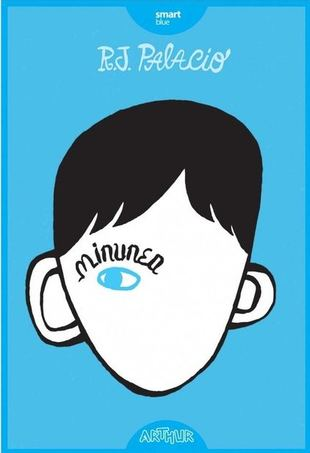 smart
blue
R.J. PALACIO
minunea
ARTHUR